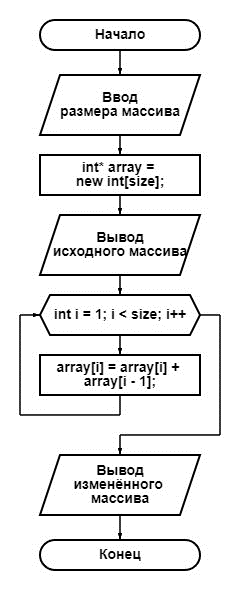 Начало
Ввод
размера массива
int* array =
new int[size];
Вывод
исходного массива
int i = 1; i < size; i++
array[i] = array[i] +
array[i - 1];
Вывод
изменённого
массива
Конец